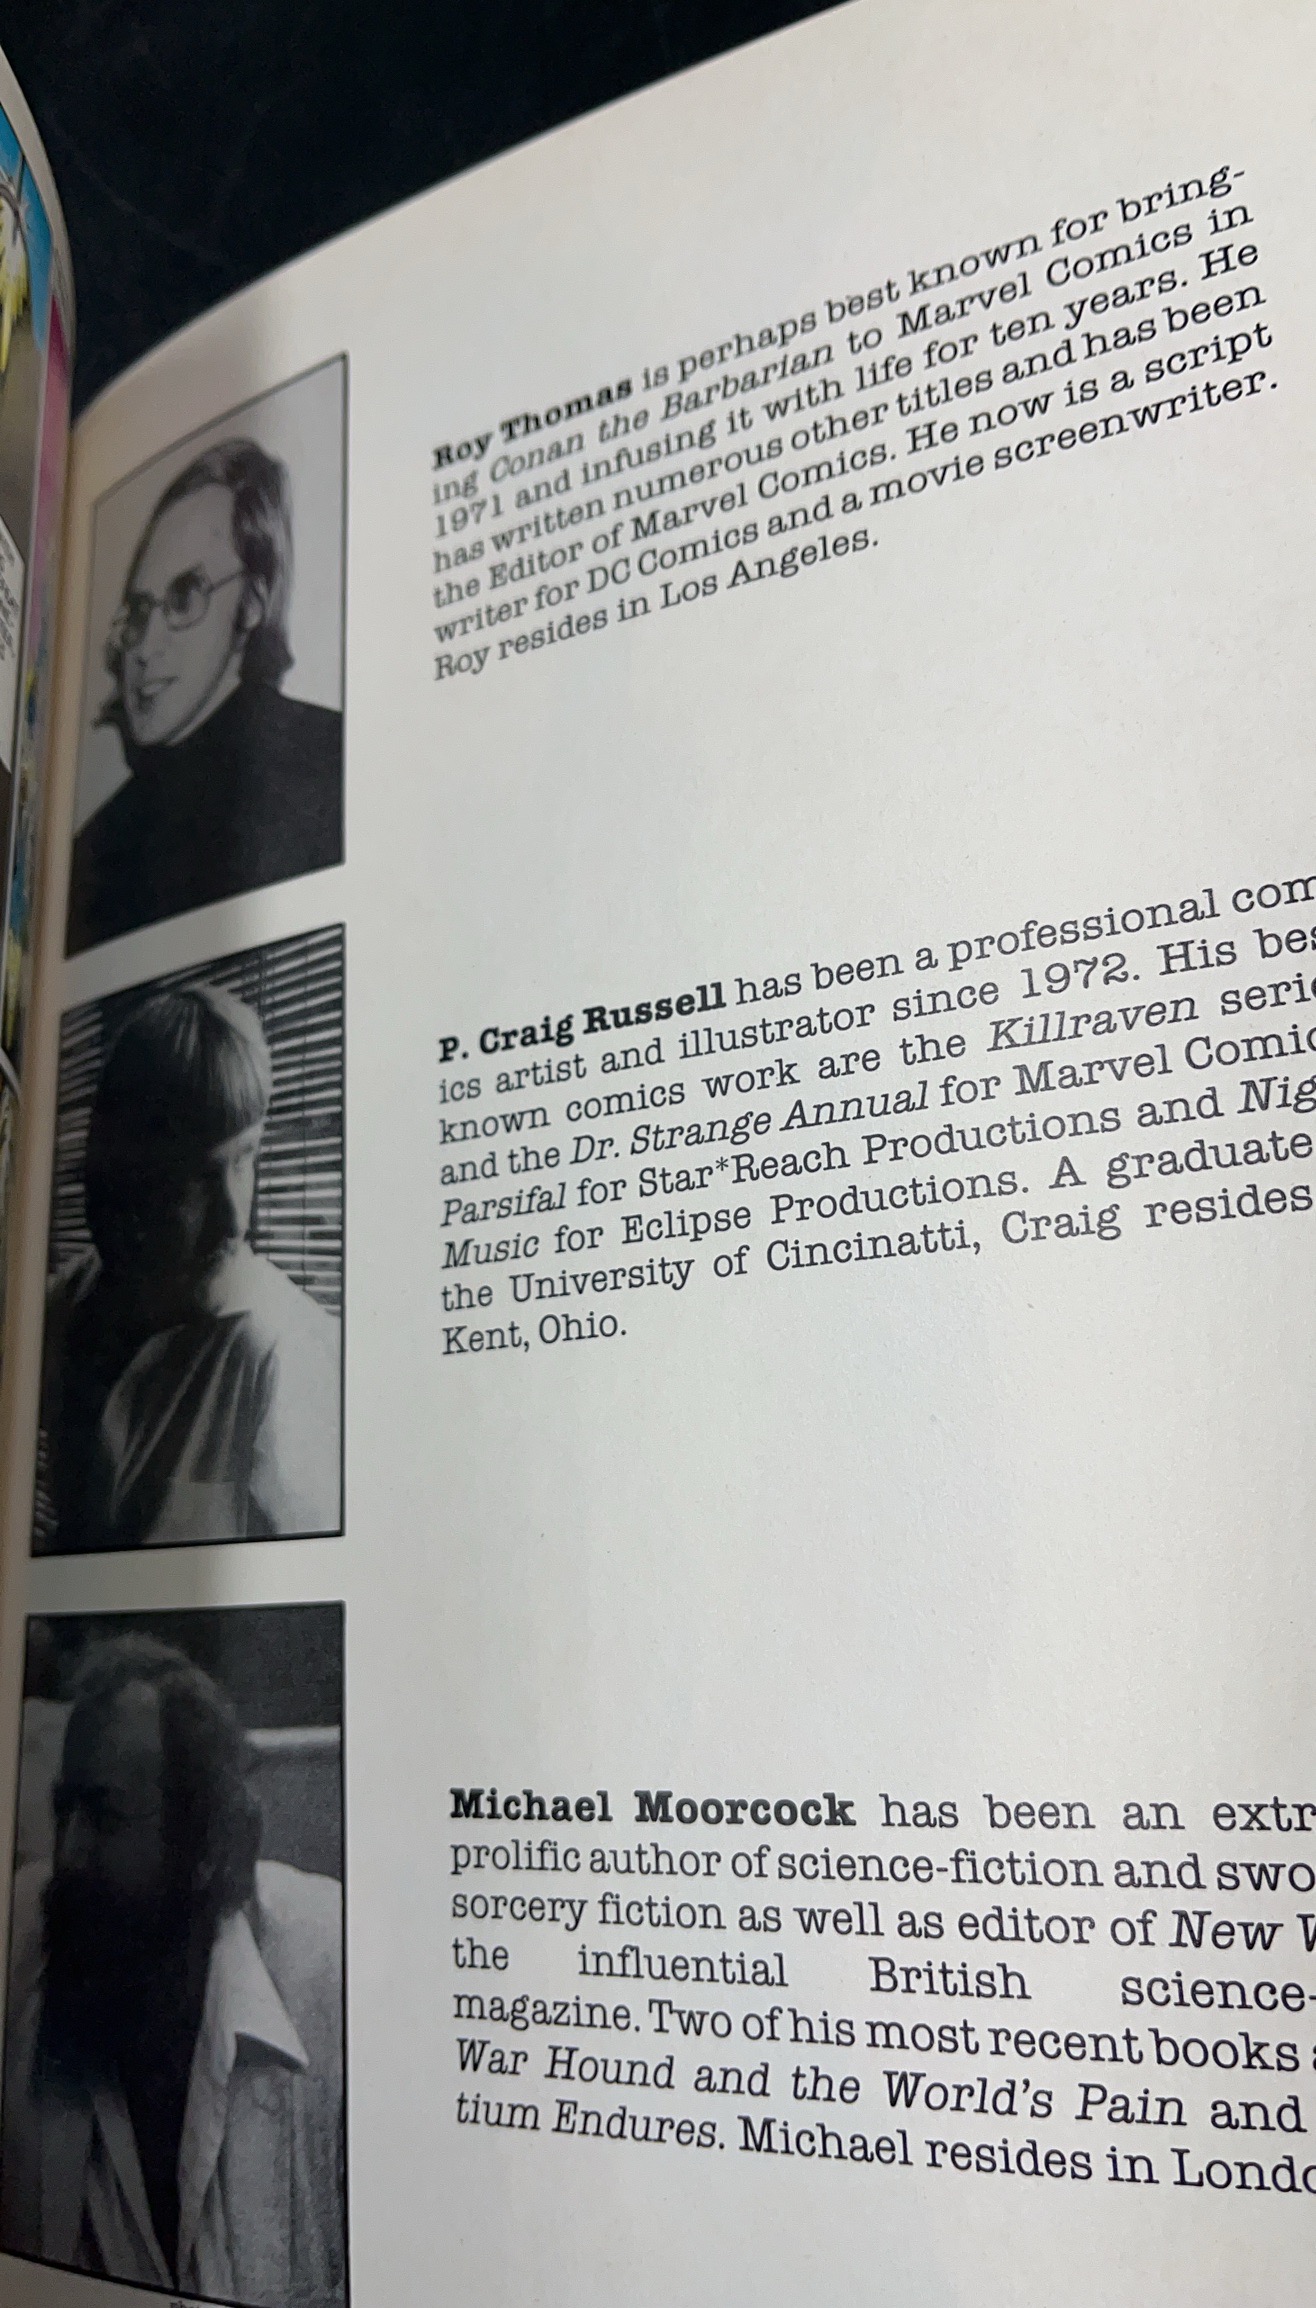 Roy Thomas is perhaps best known for bring-
ing Conan the Barbarian to Marvel Comics in
1971 and infusing it with life for ten years. He
has written numerous other titles and has been
the Editor of Marvel Comics. He now is a script
writer for DC Comics and a movie screenwriter.
Roy resides in Los Angeles.
P. Craig Russell has been a professional com
ics artist and illustrator since 1972. His bes
known comics work are the Killraven serie
and the Dr. Strange Annual for Marvel Comic
Parsifal for Star*Reach Productions and Nig
Music for Eclipse Productions. A graduate
the University of Cincinatti, Craig resides
Kent, Ohio.
Michael Moorcock has been an extr
prolific author of science-fiction and swo
sorcery fiction as well as editor of New W
the influential British science-
magazine. Two of his most recent books
War Hound and the World's Pain and
tium Endures. Michael resides in Londo